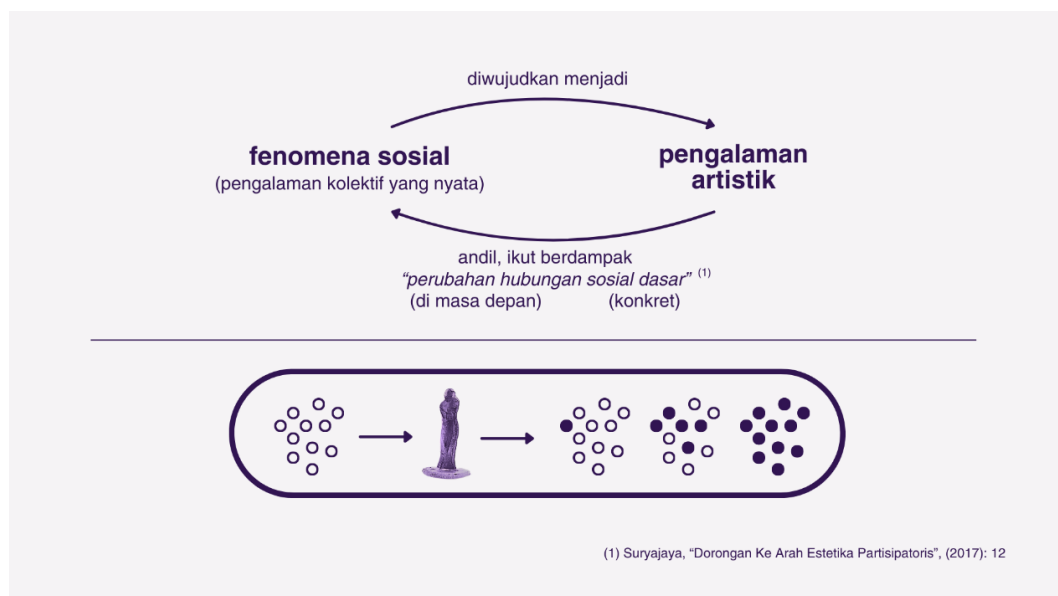 diwujudkan menjadi
fenomena sosial
(pengalaman kolektif yang nyata)
pengalaman
artistik
andil, ikut berdampak
“perubahan hubungan sosial dasar” (1)
(di masa depan) (konkret)
(1) Suryajaya, “Dorongan Ke Arah Estetika Partisipatoris”, (2017): 12